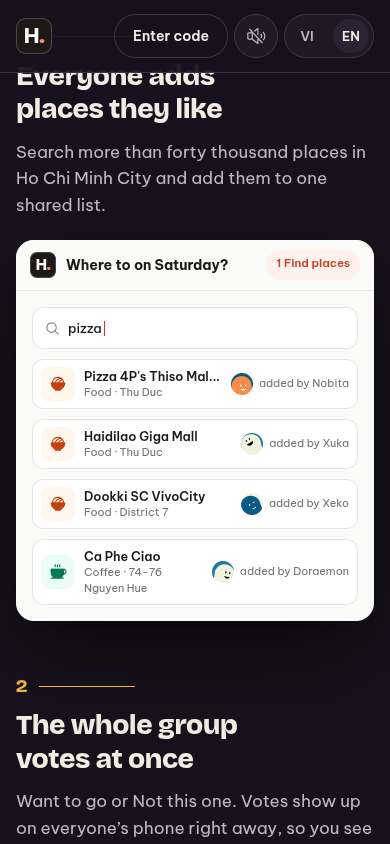 H.
Enter code
VI
EN
Everyone adds
places they like
Search more than forty thousand places in
Ho Chi Minh City and add them to one
shared list.
H.
Where to on Saturday?
1 Find places
pizza
Pizza 4P's Thiso Mal...
Food · Thu Duc
added by Nobita
Haidilao Giga Mall
Food · Thu Duc
added by Xuka
Dookki SC VivoCity
Food · District 7
added by Xeko
Ca Phe Ciao
Coffee · 74-76
Nguyen Hue
added by Doraemon
2
The whole group
votes at once
Want to go or Not this one. Votes show up
on everyone's phone right away, so you see